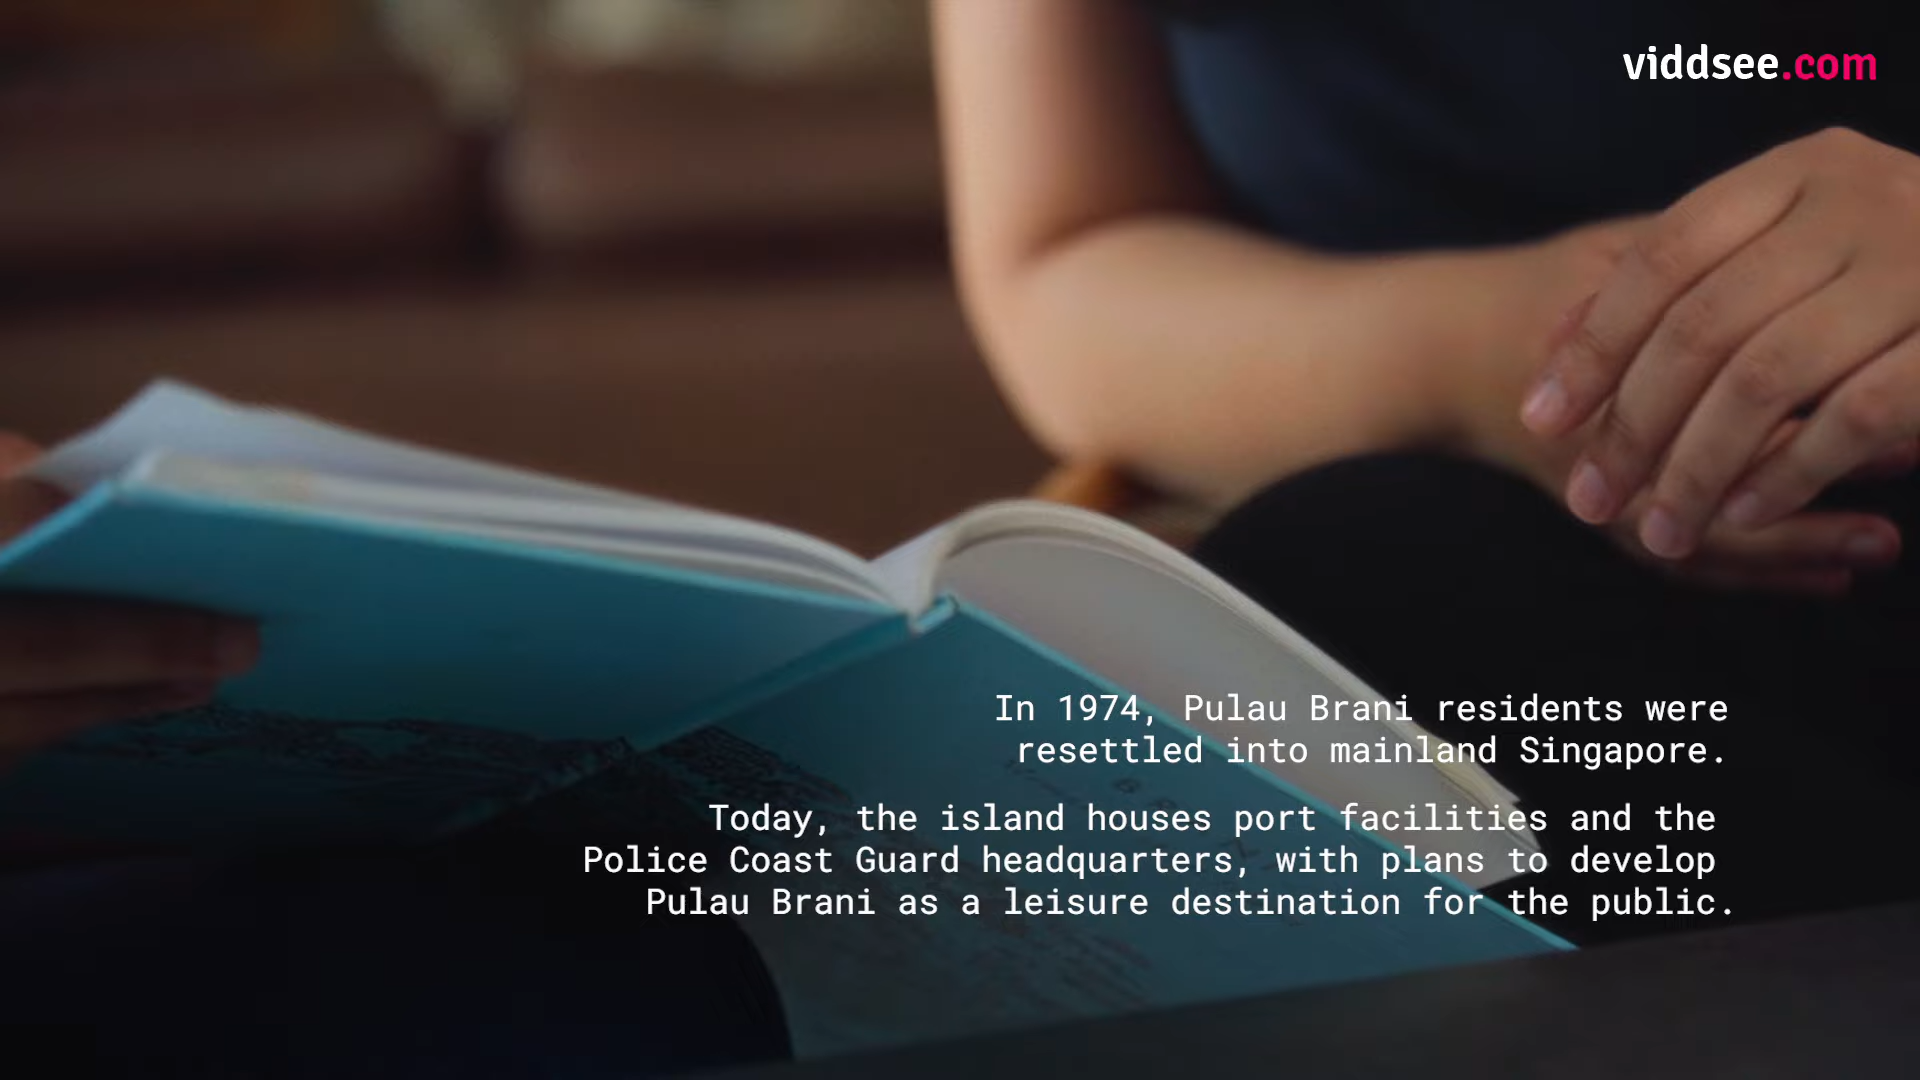 viddsee.com
In 1974, Pulau Brani residents were
resettled into mainland Singapore.
Today, the island houses port facilities and the
Police Coast Guard headquarters, with plans to develop
Pulau Brani as a leisure destination for the public.